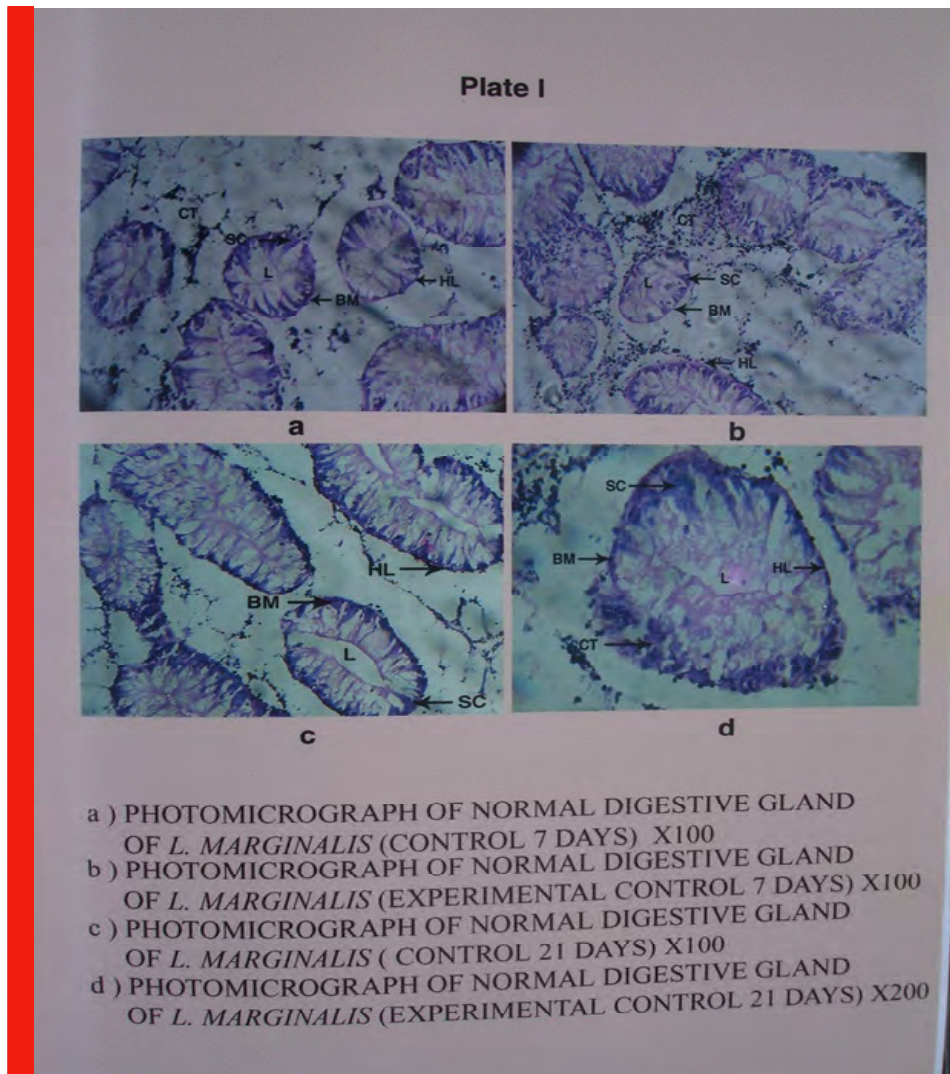 Plate I
CT
SC
L
HL
BM
a
CT
L
SC
BM
HL
b
HL
BM
L
SC
c
SC
BM
HL
L
CT
d
a ) PHOTOMICROGRAPH OF NORMAL DIGESTIVE GLAND
OF L. MARGINALIS (CONTROL 7 DAYS) X100
b ) PHOTOMICROGRAPH OF NORMAL DIGESTIVE GLAND
OF L. MARGINALIS (EXPERIMENTAL CONTROL 7 DAYS) X100
c ) PHOTOMICROGRAPH OF NORMAL DIGESTIVE GLAND
OF L. MARGINALIS ( CONTROL 21 DAYS) X100
d ) PHOTOMICROGRAPH OF NORMAL DIGESTIVE GLAND
OF L. MARGINALIS (EXPERIMENTAL CONTROL 21 DAYS) X200